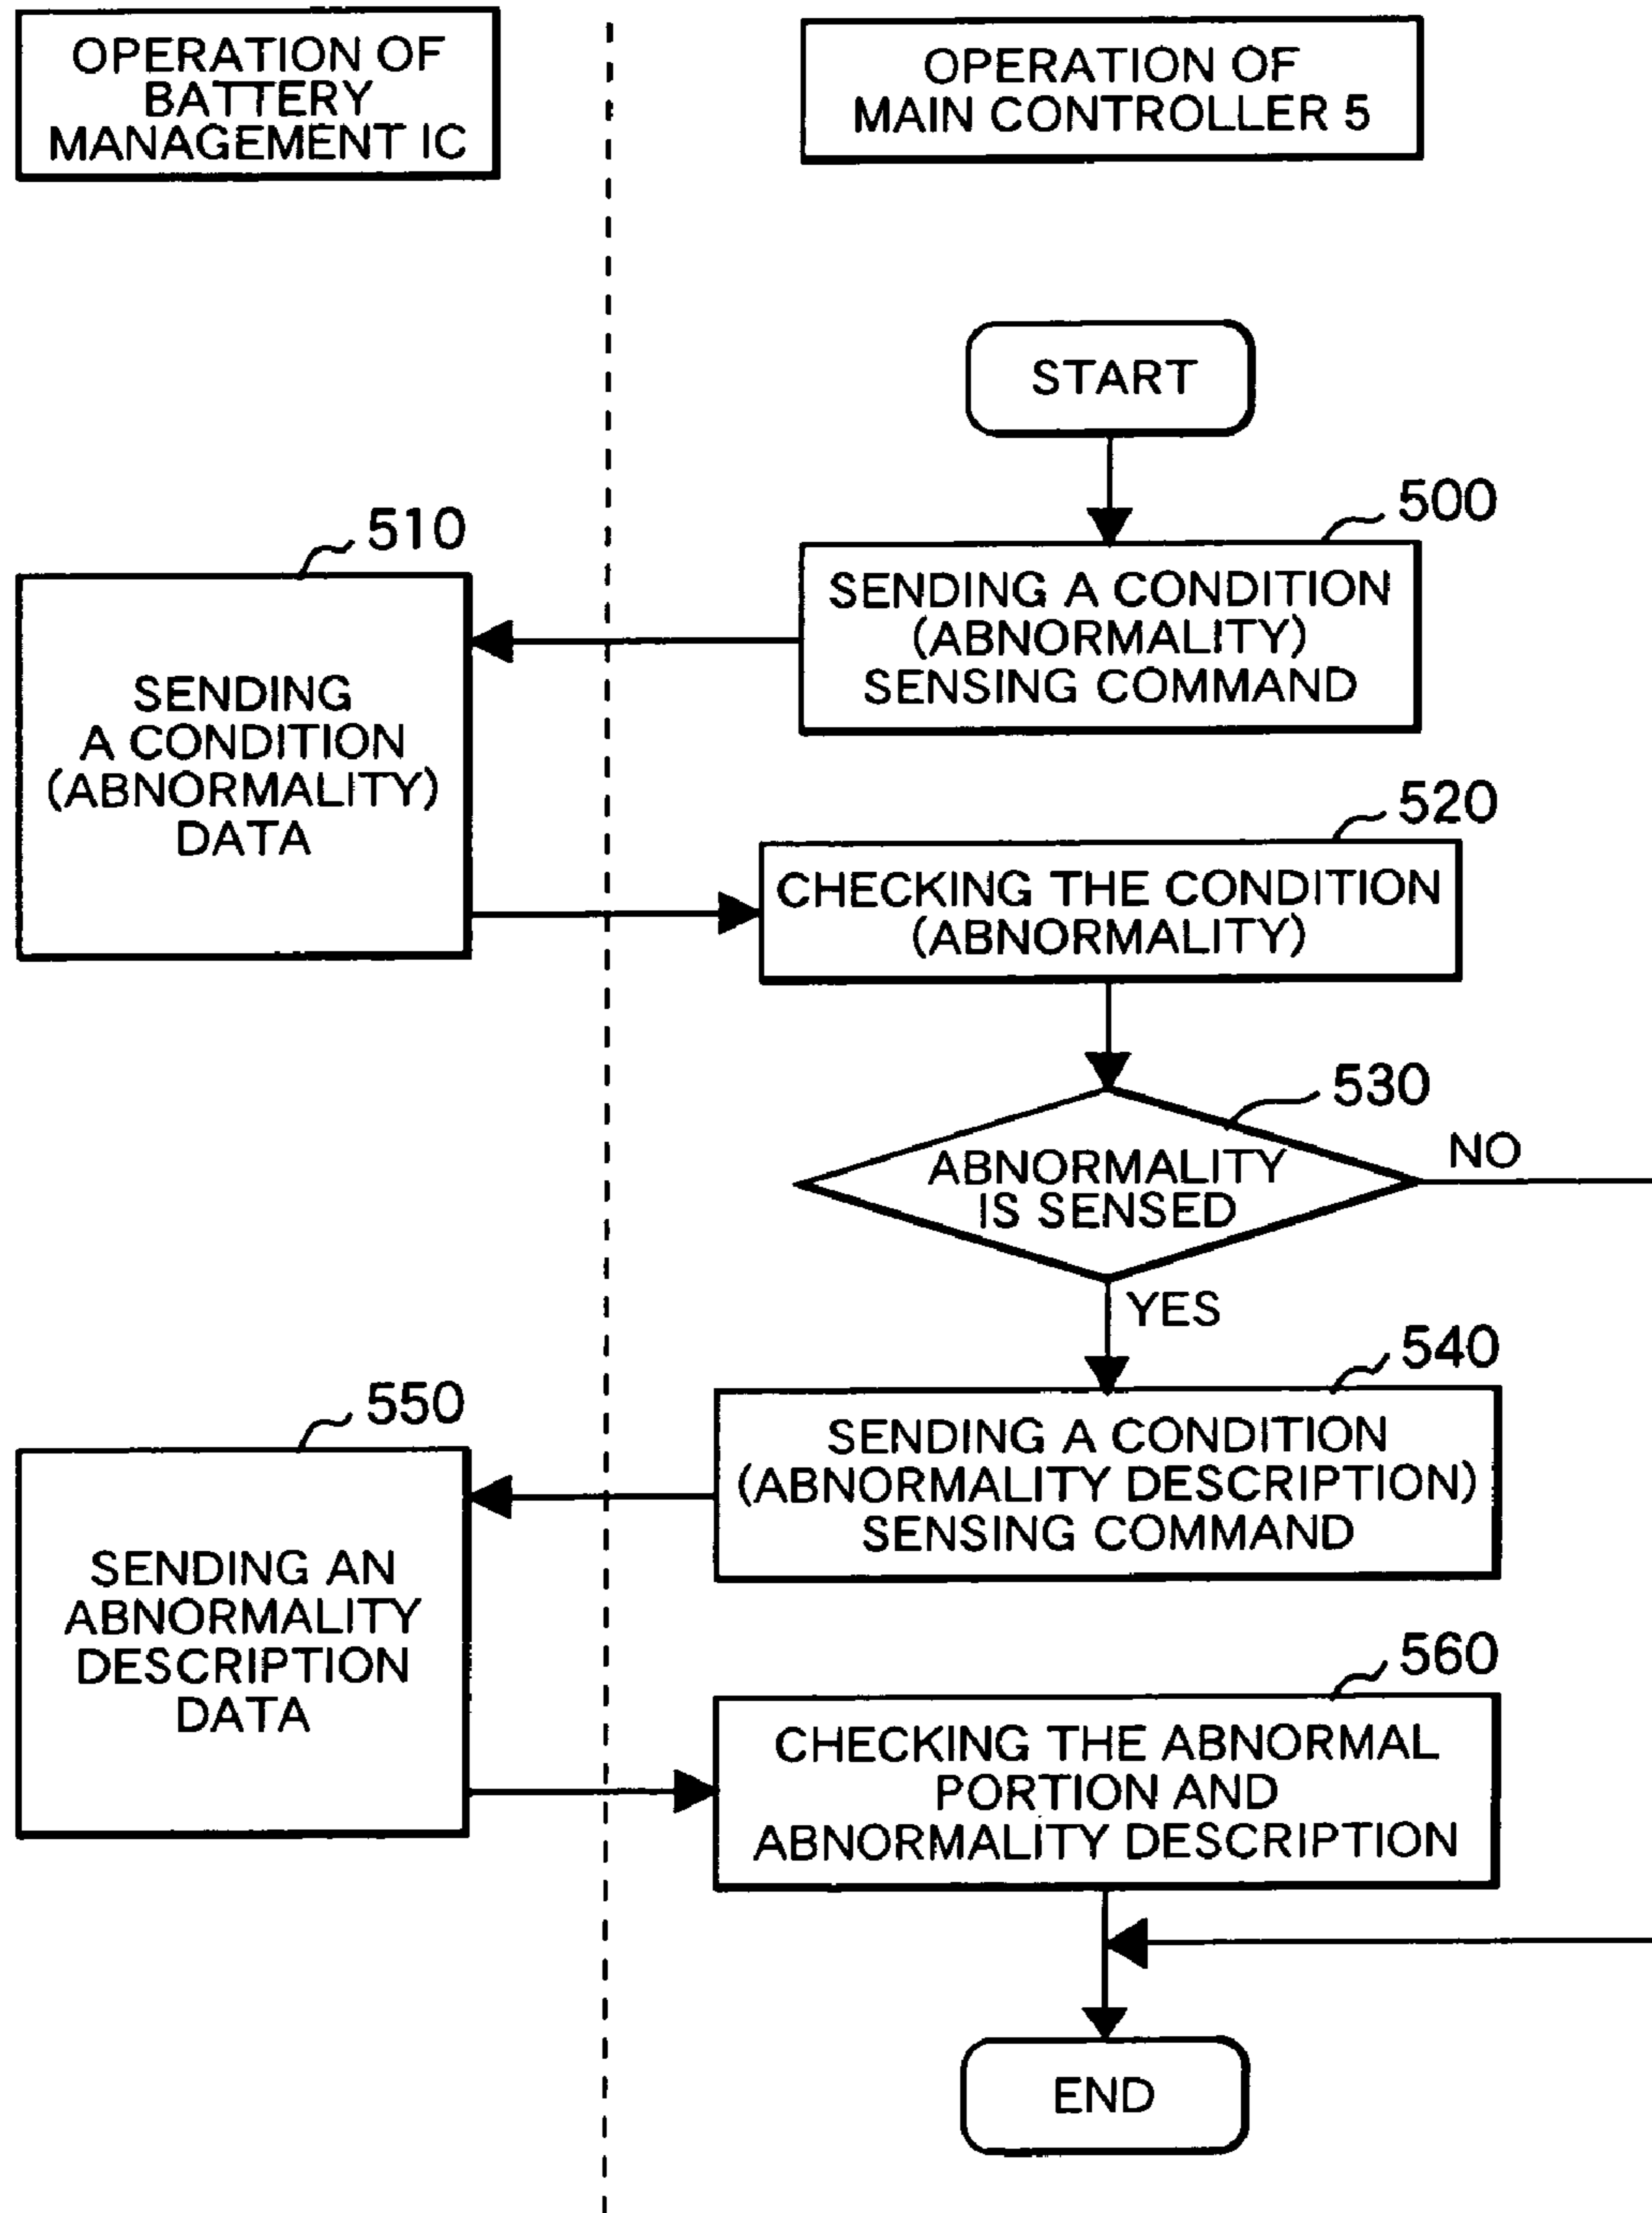 OPERATION OF
BATTERY
MANAGEMENT IC
OPERATION OF
MAIN CONTROLLER 5
START
500
SENDING A CONDITION
(ABNORMALITY)
SENSING COMMAND
510
SENDING
A CONDITION
(ABNORMALITY)
DATA
520
CHECKING THE CONDITION
(ABNORMALITY)
530
ABNORMALITY
IS SENSED
NO
YES
540
SENDING A CONDITION
(ABNORMALITY DESCRIPTION)
SENSING COMMAND
550
SENDING AN
ABNORMALITY
DESCRIPTION
DATA
560
CHECKING THE ABNORMAL
PORTION AND
ABNORMALITY DESCRIPTION
END